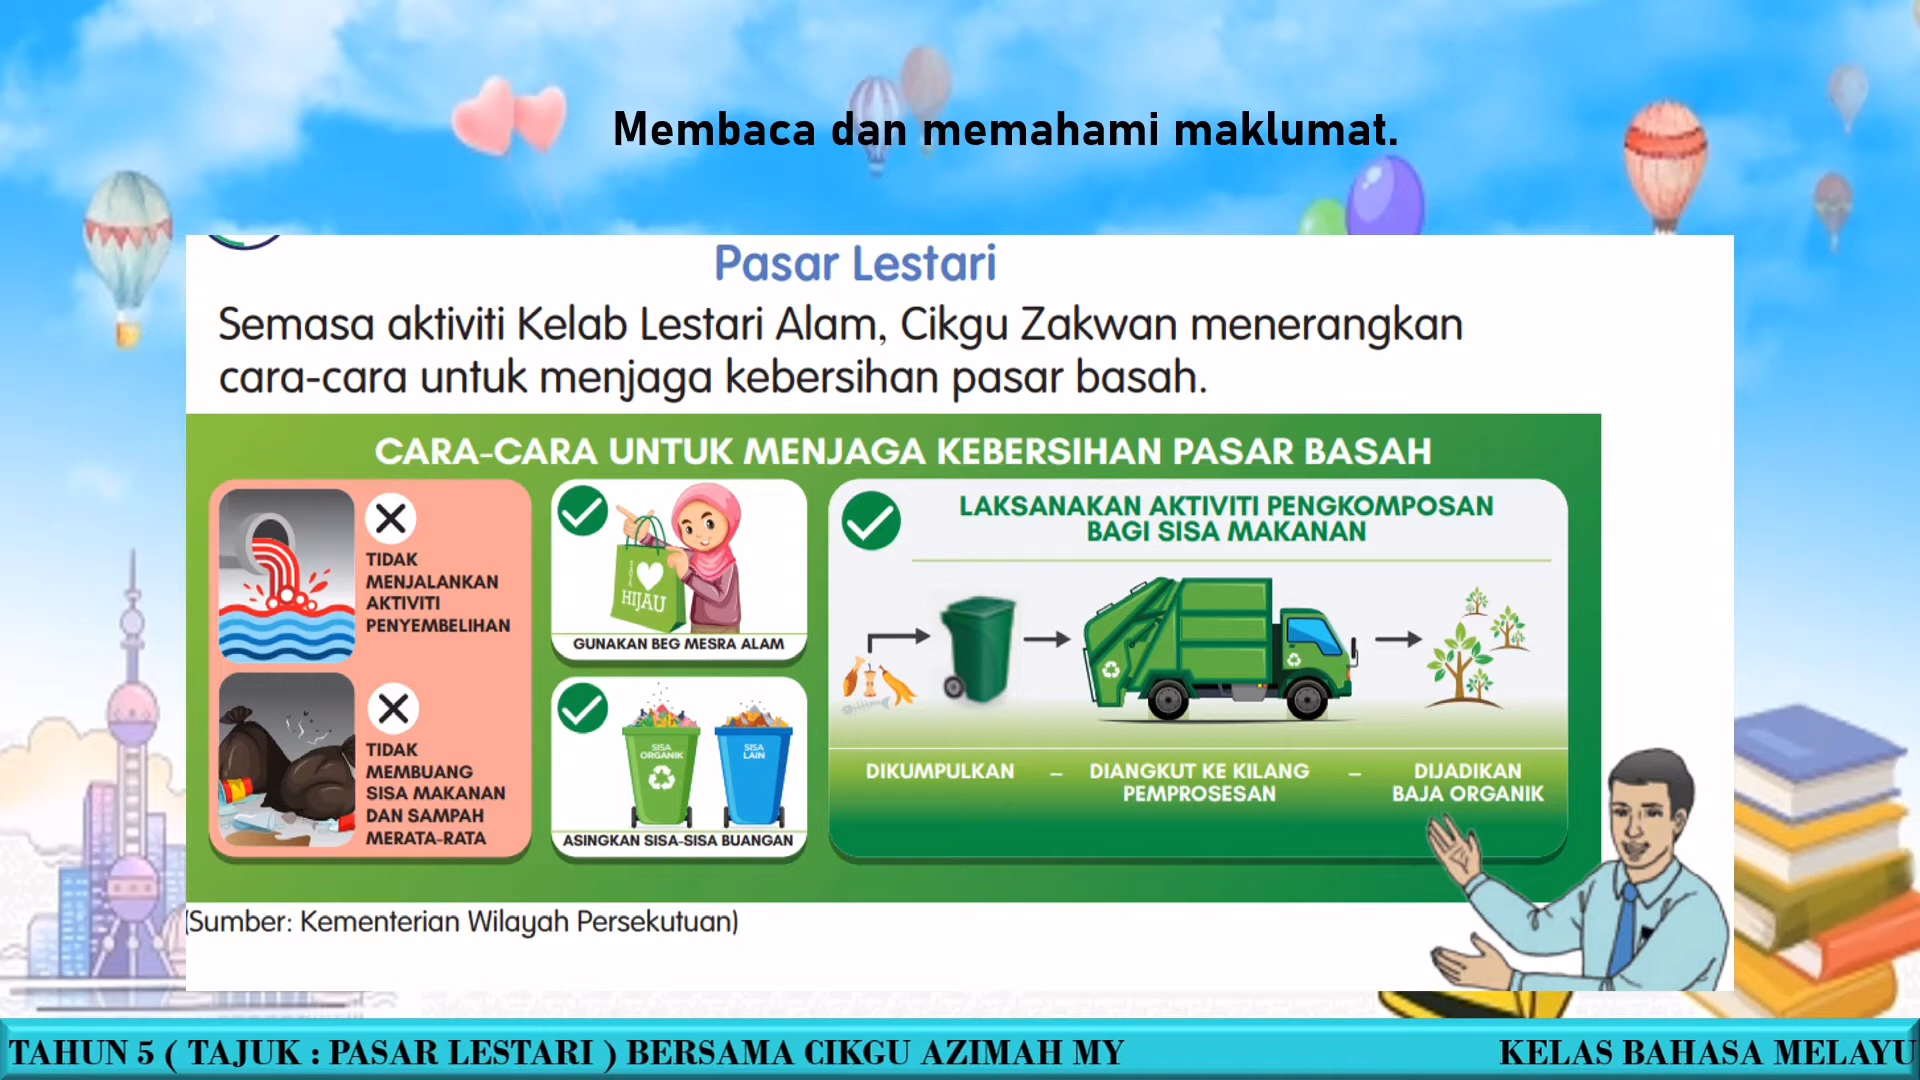 Membaca dan memahami maklumat.
Pasar Lestari
Semasa aktiviti Kelab Lestari Alam, Cikgu Zakwan menerangkan
cara-cara untuk menjaga kebersihan pasar basah.
CARA-CARA UNTUK MENJAGA KEBERSIHAN PASAR BASAH
TIDAK
MENJALANKAN
AKTIVITI
PENYEMBELIHAN
TIDAK
MEMBUANG
SISA MAKANAN
DAN SAMPAH
MERATA-RATA
SAYA
HIJAU
GUNAKAN BEG MESRA ALAM
SISA
ORGANIK
SISA
LAIN
ASINGKAN SISA-SISA BUANGAN
LAKSANAKAN AKTIVITI PENGKOMPOSAN
BAGI SISA MAKANAN
DIKUMPULKAN – DIANGKUT KE KILANG
PEMPROSESAN – DIJADIKAN
BAJA ORGANIK
(Sumber: Kementerian Wilayah Persekutuan)
TAHUN 5 ( TAJUK : PASAR LESTARI ) BERSAMA CIKGU AZIMAH MY
KELAS BAHASA MELAYU